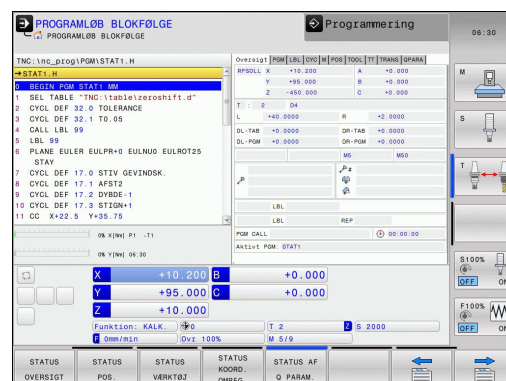 PROGRAMLØB BLOKFØLGE
PROGRAMLØB BLOKFØLGE
Programmering
06:30
TNC:\nc_prog\PGM\STAT1.H
→STAT1.H
0 BEGIN PGM STAT1 MM
1 SEL TABLE "TNC:\table\zeroshift.d"
2 CYCL DEF 32.0 TOLERANCE
3 CYCL DEF 32.1 T0.05
4 CALL LBL 99
5 LBL 99
6 PLANE EULER EULPR+0 EULNU0 EULROT25
STAY
7 CYCL DEF 17.0 STIV GEVINDSK.
8 CYCL DEF 17.1 AFST2
9 CYCL DEF 17.2 DYBDE-1
10 CYCL DEF 17.3 STIGN+1
11 CC X+22.5 Y+35.75
0% X[Nm] P1 -T1
0% Y[Nm] 06:30
Oversigt PGM LBL CYC M POS TOOL TT TRANS QPARA
RFSOLL X +10.200 A +0.000
Y +95.000 B +0.000
Z -450.000 C +0.000
T : 2 D4
L +40.0000 R +2.0000
DL-TAB +0.0000 DR-TAB +0.0000
DL-PGM +0.0000 DR-PGM +0.0000
M5 M50
P#
LBL
LBL REP
PGM CALL 00:00:00
Aktivt PGM: STAT1
X +10.200 B +0.000
Y +95.000 C +0.000
Z +10.000
Funktion: KALK. 0 T 2 Z S 2000
F 0mm/min Ovr 100% M 5/9
M
S
T
S100%
OFF ON
F100%
OFF ON
STATUS OVERSIGT
STATUS POS.
STATUS VÆRKTØJ
STATUS KOORD. OMREG.
STATUS AF Q PARAM.